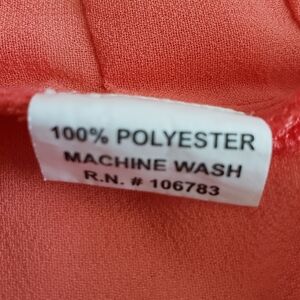 100% POLYESTER
MACHINE WASH
R.N. # 106783